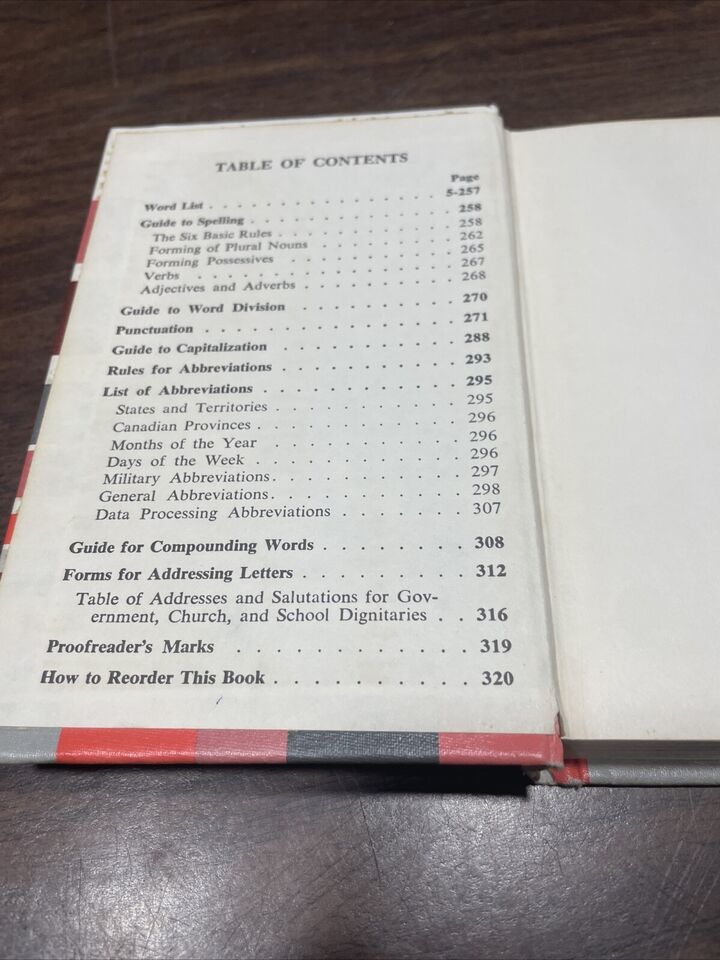 TABLE OF CONTENTS
Page
Word List . . . . . . . . . . . . . . . . 5-257
Guide to Spelling . . . . . . . . . . . . . 258
The Six Basic Rules . . . . . . . . . . . 258
Forming of Plural Nouns . . . . . . . . . 262
Forming Possessives . . . . . . . . . . . 265
Verbs . . . . . . . . . . . . . . . . 267
Adjectives and Adverbs . . . . . . . . . . 268
Guide to Word Division . . . . . . . . . . 270
Punctuation . . . . . . . . . . . . . . . 271
Guide to Capitalization . . . . . . . . . . 288
Rules for Abbreviations . . . . . . . . . . 293
List of Abbreviations . . . . . . . . . . . 295
States and Territories . . . . . . . . . . 295
Canadian Provinces . . . . . . . . . . . 296
Months of the Year . . . . . . . . . . 296
Days of the Week . . . . . . . . . . . 296
Military Abbreviations . . . . . . . . . . 297
General Abbreviations . . . . . . . . . . 298
Data Processing Abbreviations . . . . . . . 307
Guide for Compounding Words . . . . . . . . 308
Forms for Addressing Letters . . . . . . . . . 312
Table of Addresses and Salutations for Gov-
ernment, Church, and School Dignitaries . . 316
Proofreader's Marks . . . . . . . . . . . 319
How to Reorder This Book . . . . . . . . . . 320